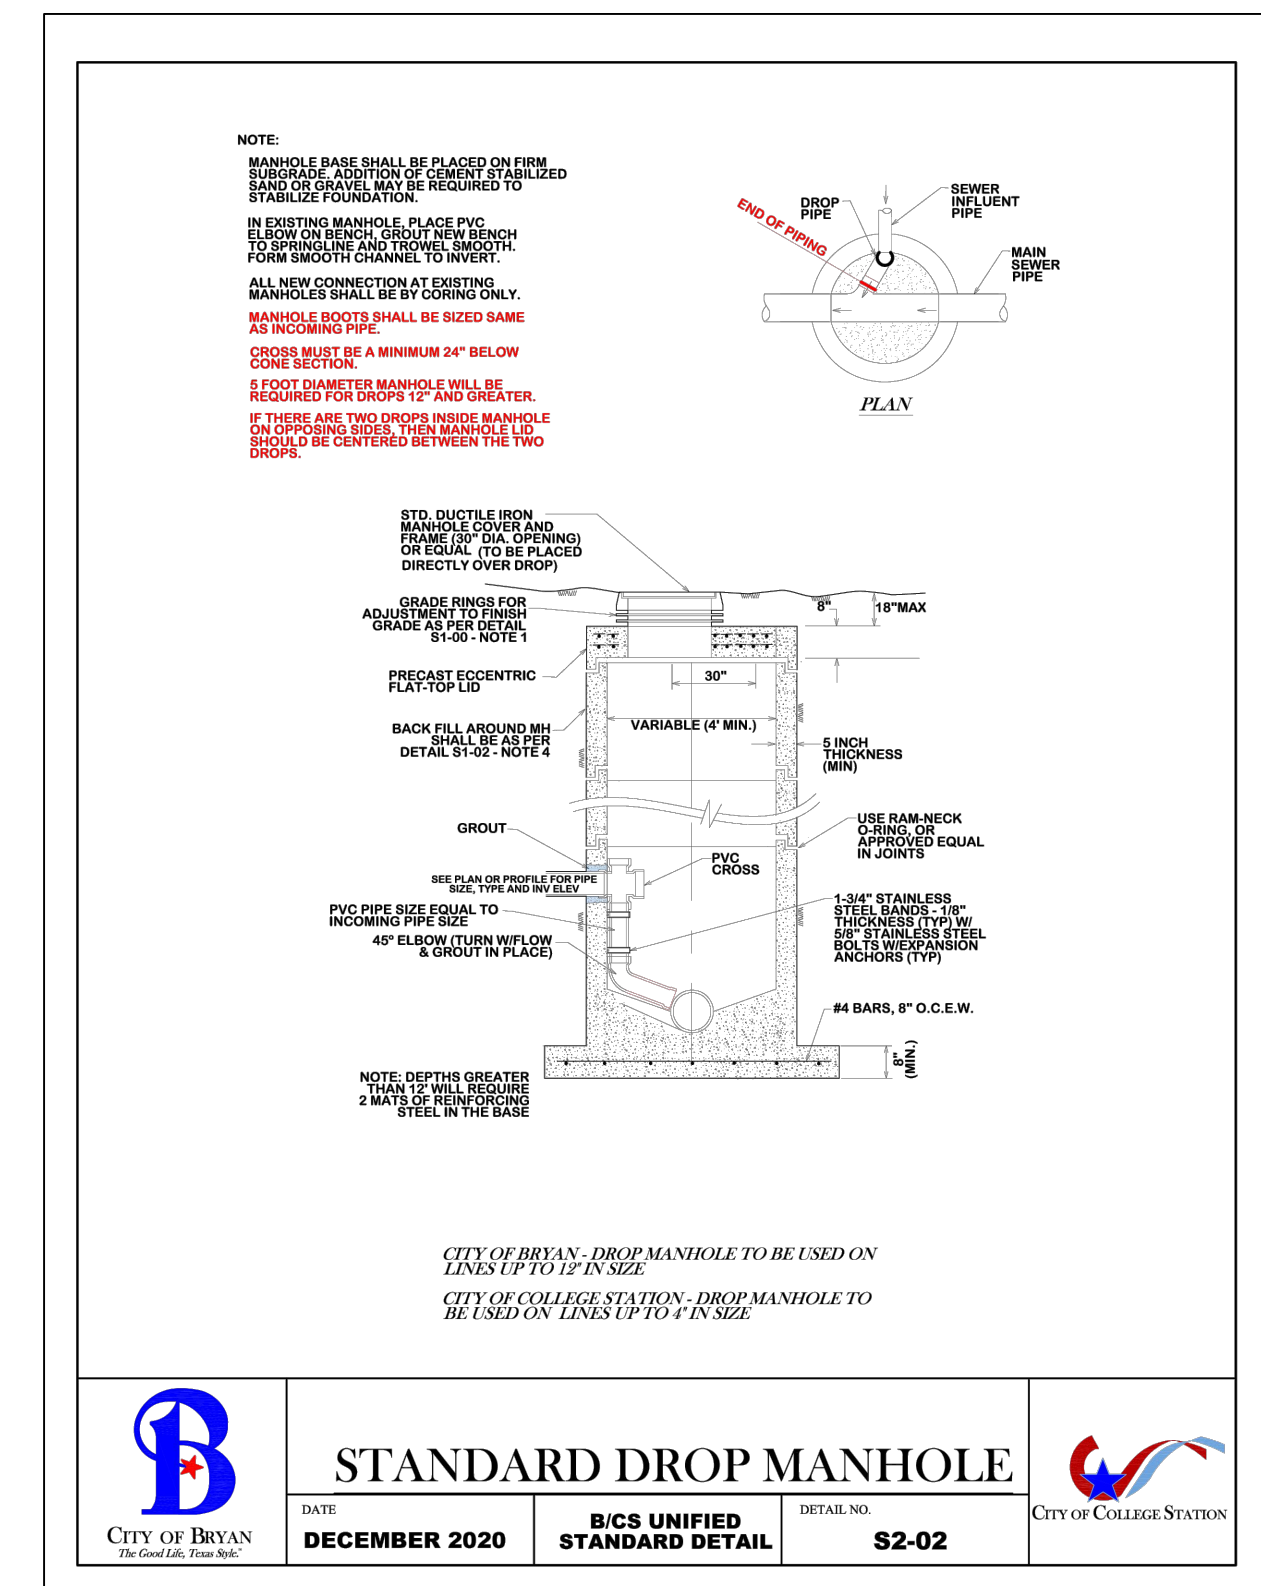 NOTE:
MANHOLE BASE SHALL BE PLACED ON FIRM
SUBGRADE. ADDITION OF CEMENT STABILIZED
SAND OR GRAVEL MAY BE REQUIRED TO
STABILIZE FOUNDATION.
IN EXISTING MANHOLE, PLACE PVC
ELBOW ON BENCH, GROUT NEW BENCH
TO SPRINGLINE AND TROWEL SMOOTH.
FORM SMOOTH CHANNEL TO INVERT.
ALL NEW CONNECTION AT EXISTING
MANHOLES SHALL BE BY CORING ONLY.
MANHOLE BOOTS SHALL BE SIZED SAME
AS INCOMING PIPE.
CROSS MUST BE A MINIMUM 24" BELOW
CONE SECTION.
5 FOOT DIAMETER MANHOLE WILL BE
REQUIRED FOR DROPS 12" AND GREATER.
IF THERE ARE TWO DROPS INSIDE MANHOLE
ON OPPOSING SIDES, THEN MANHOLE LID
SHOULD BE CENTERED BETWEEN THE TWO
DROPS.
END OF PIPING
DROP
PIPE
SEWER
INFLUENT
PIPE
MAIN
SEWER
PIPE
PLAN
STD. DUCTILE IRON
MANHOLE COVER AND
FRAME (30" DIA. OPENING)
OR EQUAL (TO BE PLACED
DIRECTLY OVER DROP)
GRADE RINGS FOR
ADJUSTMENT TO FINISH
GRADE AS PER DETAIL
S1-00 - NOTE 1
8"
18"MAX
PRECAST ECCENTRIC
FLAT-TOP LID
30"
BACK FILL AROUND MH
SHALL BE AS PER
DETAIL S1-02 - NOTE 4
VARIABLE (4' MIN.)
5 INCH
THICKNESS
(MIN)
GROUT
USE RAM-NECK
O-RING, OR
APPROVED EQUAL
IN JOINTS
PVC
CROSS
SEE PLAN OR PROFILE FOR PIPE
SIZE, TYPE AND INV ELEV
PVC PIPE SIZE EQUAL TO
INCOMING PIPE SIZE
45º ELBOW (TURN W/FLOW
& GROUT IN PLACE)
1-3/4" STAINLESS
STEEL BANDS - 1/8"
THICKNESS (TYP) W/
5/8" STAINLESS STEEL
BOLTS W/EXPANSION
ANCHORS (TYP)
#4 BARS, 8" O.C.E.W.
8"
(MIN.)
NOTE: DEPTHS GREATER
THAN 12' WILL REQUIRE
2 MATS OF REINFORCING
STEEL IN THE BASE
CITY OF BRYAN - DROP MANHOLE TO BE USED ON
LINES UP TO 12" IN SIZE
CITY OF COLLEGE STATION - DROP MANHOLE TO
BE USED ON LINES UP TO 4" IN SIZE
B
CITY OF BRYAN
The Good Life, Texas Style.™
STANDARD DROP MANHOLE
DATE
DECEMBER 2020
B/CS UNIFIED
STANDARD DETAIL
DETAIL NO.
S2-02
CITY OF COLLEGE STATION